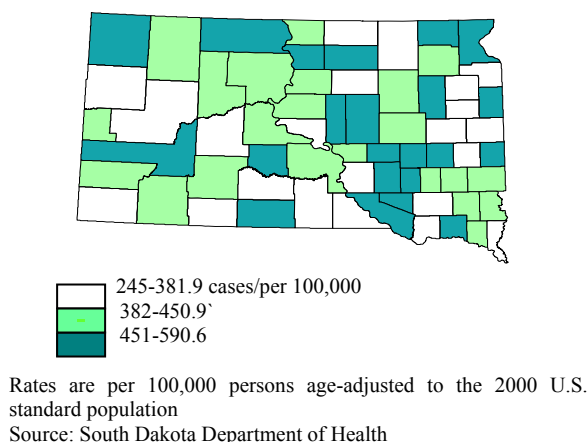 245-381.9 cases/per 100,000
382-450.9`
451-590.6
Rates are per 100,000 persons age-adjusted to the 2000 U.S.
standard population
Source: South Dakota Department of Health